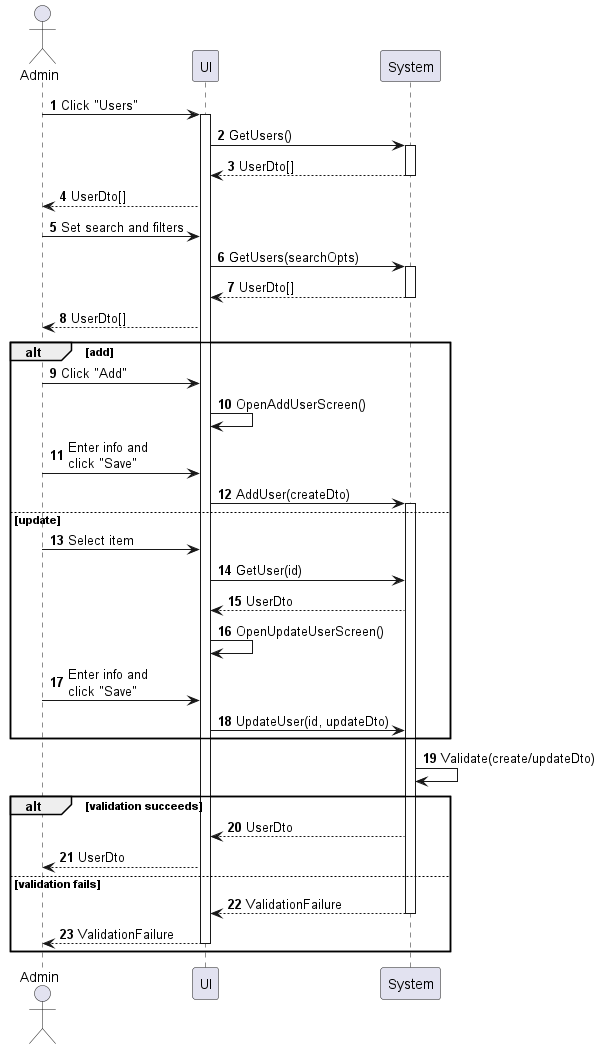 Admin
UI
System
1 Click "Users"
2 GetUsers()
3 UserDto[]
4 UserDto[]
5 Set search and filters
6 GetUsers(searchOpts)
7 UserDto[]
8 UserDto[]
alt [add]
9 Click "Add"
10 OpenAddUserScreen()
11 Enter info and
click "Save"
12 AddUser(createDto)
[update]
13 Select item
14 GetUser(id)
15 UserDto
16 OpenUpdateUserScreen()
17 Enter info and
click "Save"
18 UpdateUser(id, updateDto)
19 Validate(create/updateDto)
alt [validation succeeds]
20 UserDto
21 UserDto
[validation fails]
22 ValidationFailure
23 ValidationFailure
Admin
UI
System